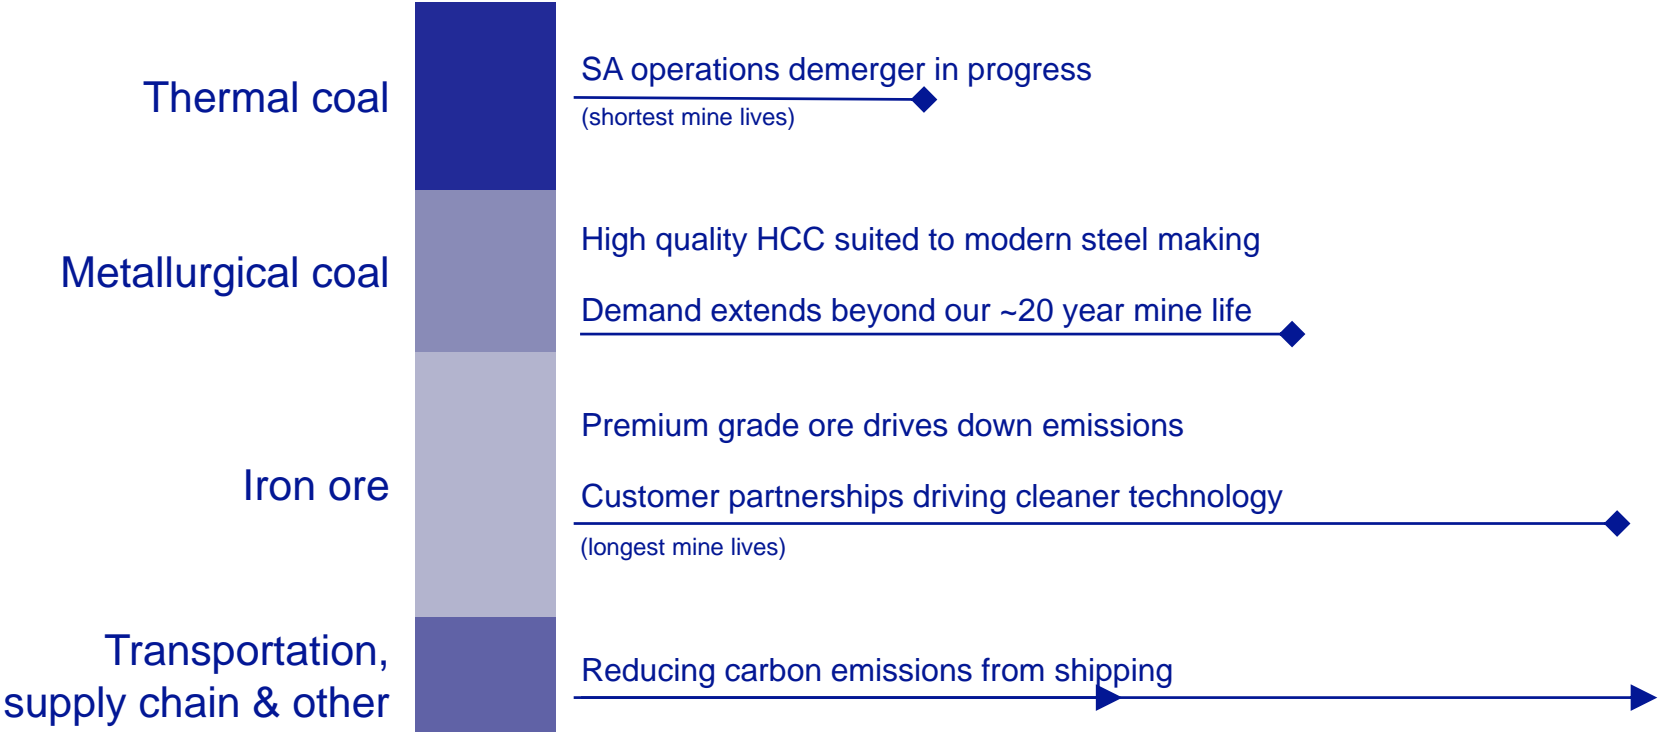 Thermal coal
SA operations demerger in progress
(shortest mine lives)
Metallurgical coal
High quality HCC suited to modern steel making
Demand extends beyond our ~20 year mine life
Iron ore
Premium grade ore drives down emissions
Customer partnerships driving cleaner technology
(longest mine lives)
Transportation,
supply chain & other
Reducing carbon emissions from shipping